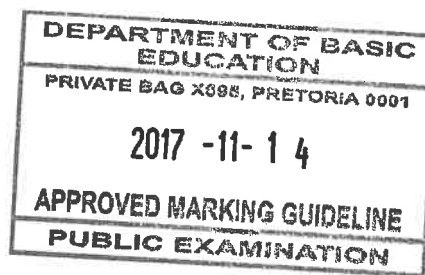 DEPARTMENT OF BASIC
EDUCATION
PRIVATE BAG X895, PRETORIA 0001
2017 -11- 1 4
APPROVED MARKING GUIDELINE
PUBLIC EXAMINATION